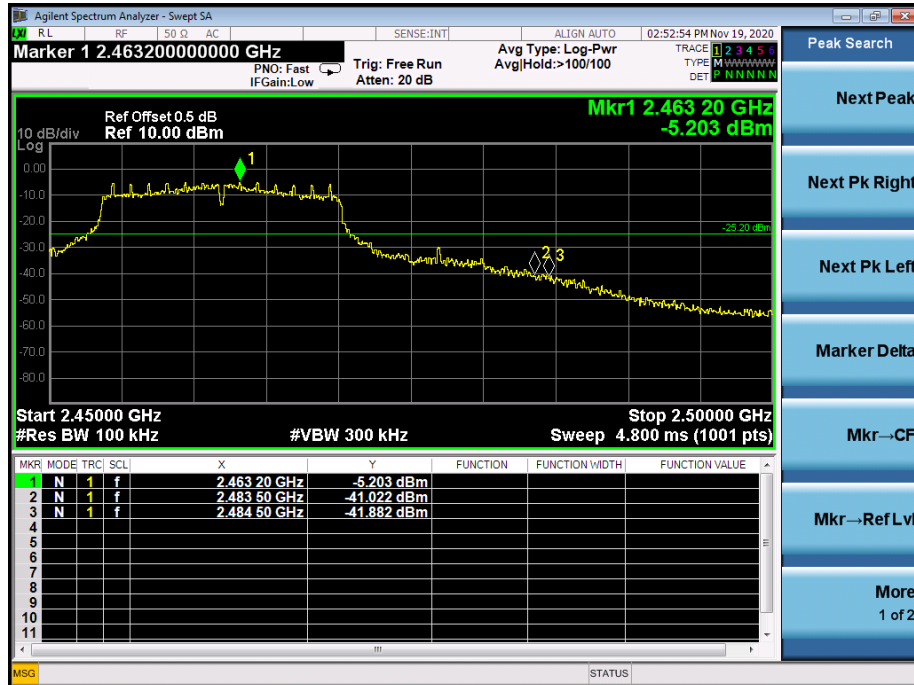 Agilent Spectrum Analyzer - Swept SA
LXI RL RF 50 Ω AC SENSE:INT ALIGN AUTO 02:52:54 PM Nov 19, 2020
Marker 1 2.463200000000 GHz
PNO: Fast
IFGain:Low
Trig: Free Run
Atten: 20 dB
Avg Type: Log-Pwr
Avg|Hold:>100/100
TRACE 1 2 3 4 5 6
TYPE M W W W W W
DET P N N N N N
Peak Search
Next Peak
Next Pk Right
Next Pk Left
Marker Delta
Mkr→CF
Mkr→Ref Lvl
More
1 of 2
Mkr1 2.463 20 GHz
-5.203 dBm
Ref Offset 0.5 dB
10 dB/div Ref 10.00 dBm
Log
1
0.00
-10.0
-20.0
-25.20 dBm
-30.0
2 3
-40.0
-50.0
-60.0
-70.0
-80.0
Start 2.45000 GHz Stop 2.50000 GHz
#Res BW 100 kHz #VBW 300 kHz Sweep 4.800 ms (1001 pts)
MKR MODE TRC SCL X Y FUNCTION FUNCTION WIDTH FUNCTION VALUE
1 N 1 f 2.463 20 GHz -5.203 dBm
2 N 1 f 2.483 50 GHz -41.022 dBm
3 N 1 f 2.484 50 GHz -41.882 dBm
4
5
6
7
8
9
10
11
MSG STATUS